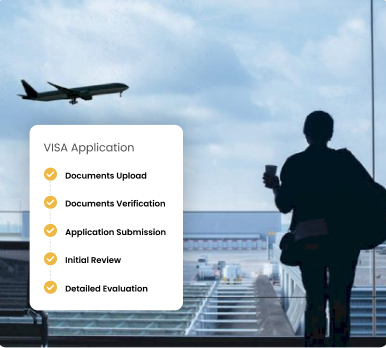 VISA Application
Documents Upload
Documents Verification
Application Submission
Initial Review
Detailed Evaluation